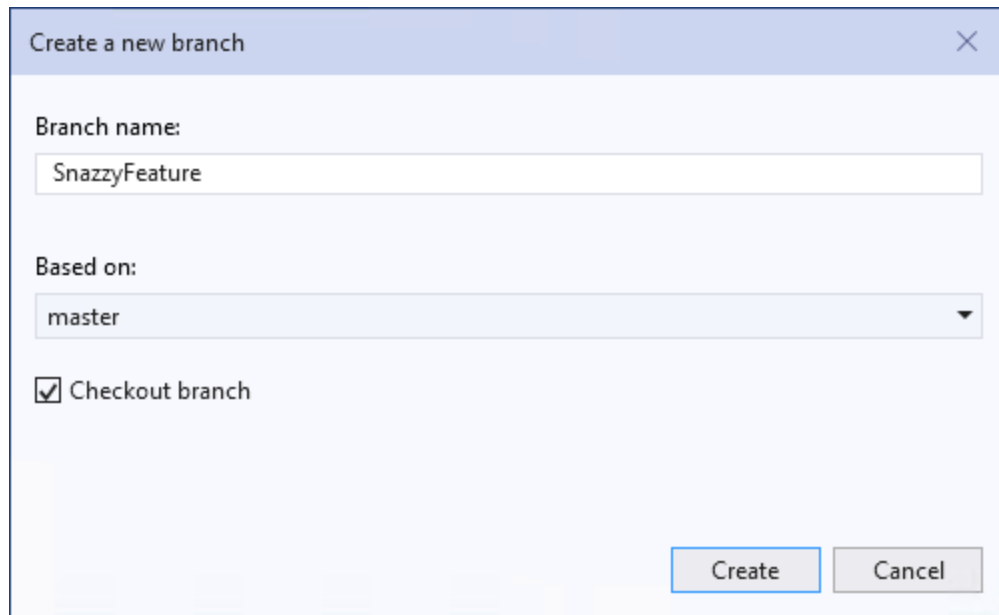 Create a new branch
Branch name:
SnazzyFeature
Based on:
master
Checkout branch
Create
Cancel